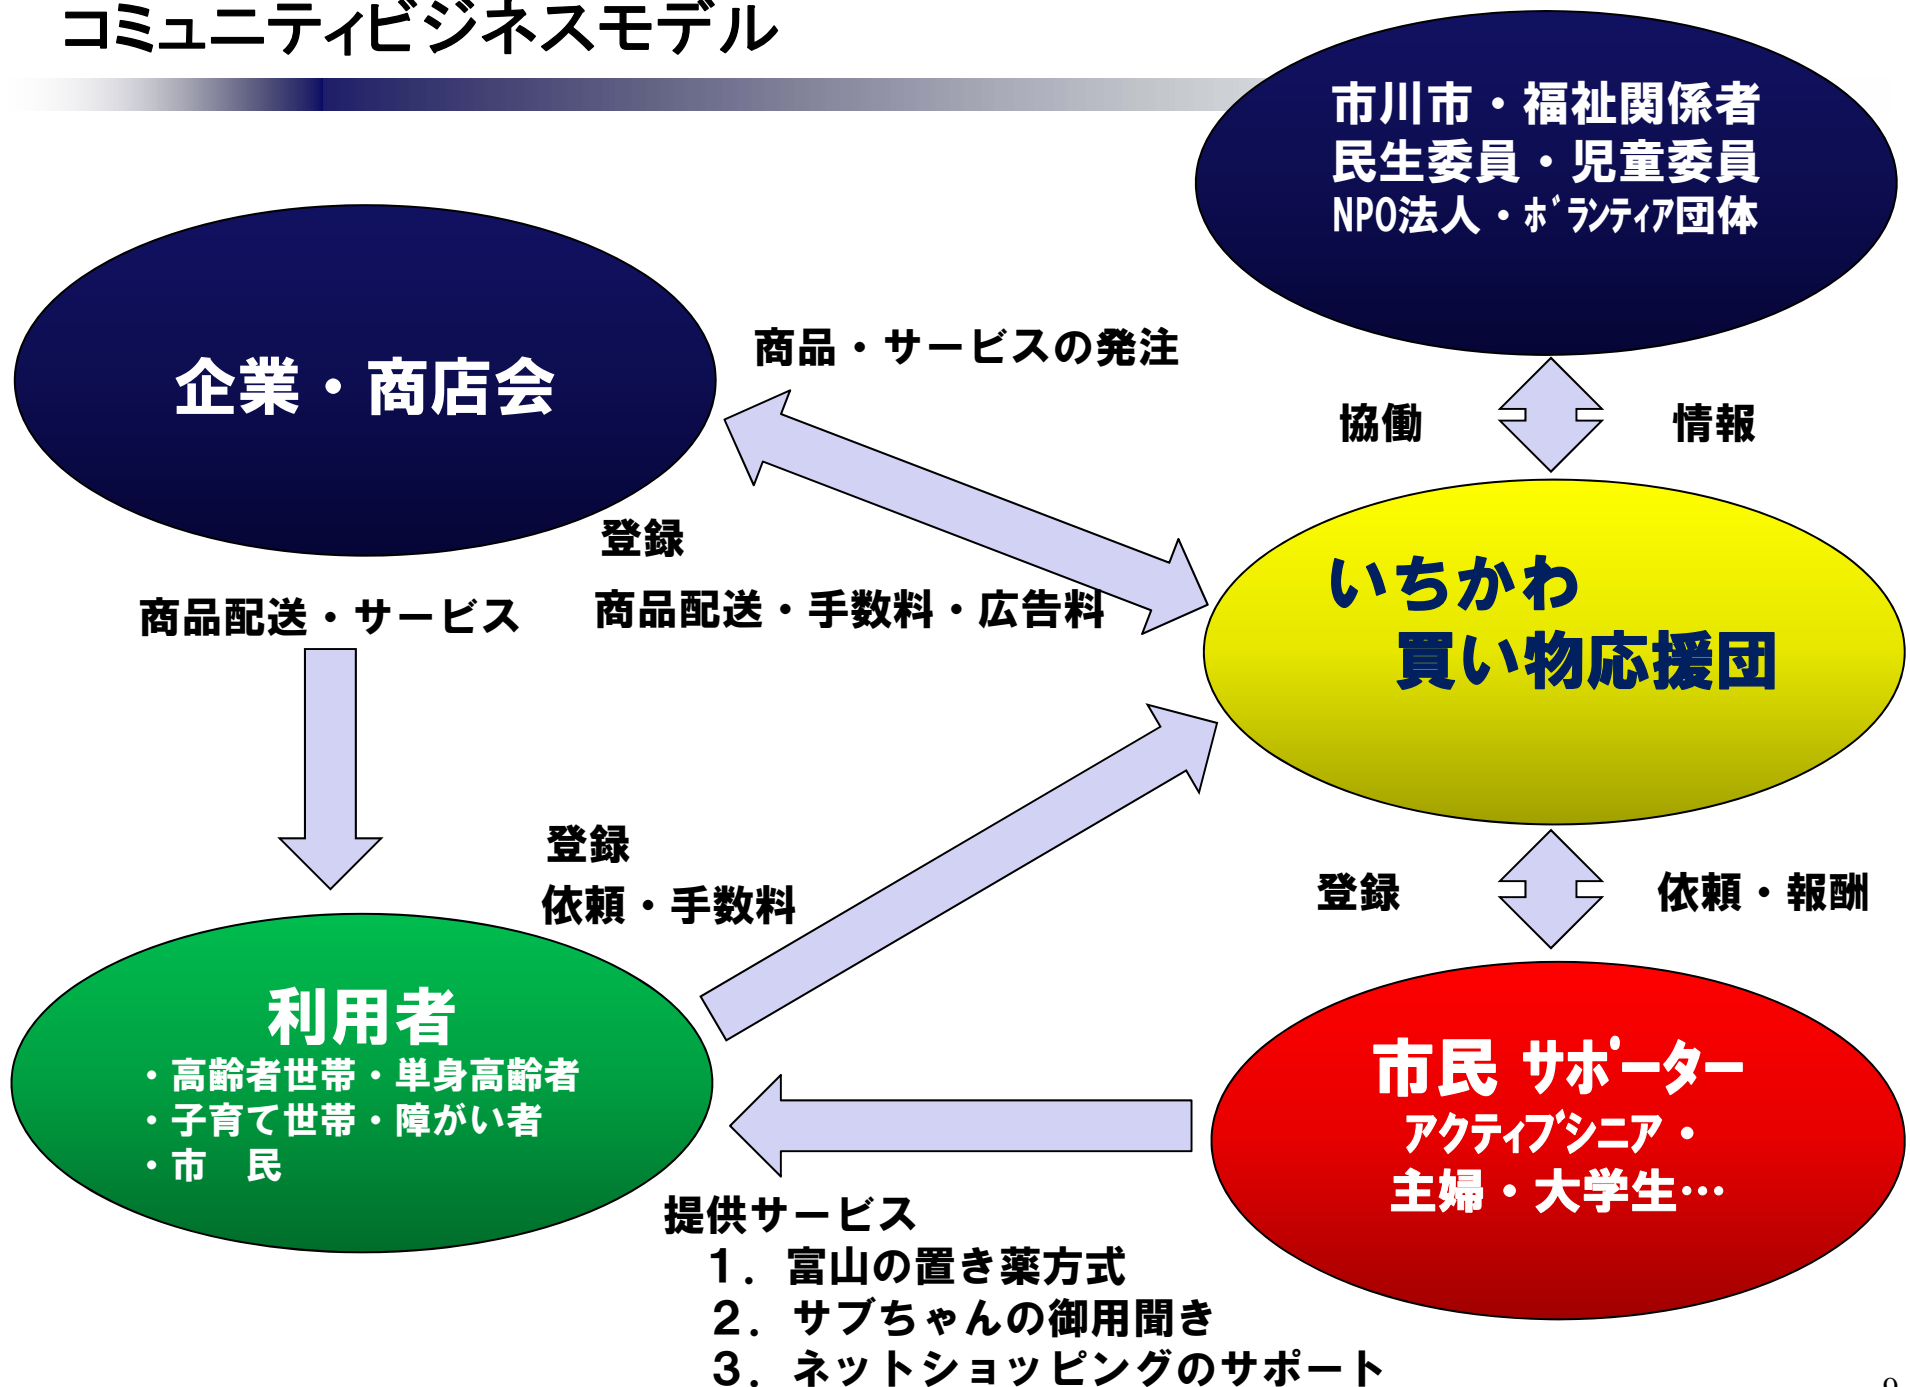 コミュニティビジネスモデル
市川市・福祉関係者
民生委員・児童委員
NPO法人・ﾎﾞﾗﾝﾃｨｱ団体
企業・商店会
商品・サービスの発注
協働
情報
登録
商品配送・手数料・広告料
いちかわ
買い物応援団
商品配送・サービス
登録
依頼・手数料
登録
依頼・報酬
利用者
・高齢者世帯・単身高齢者
・子育て世帯・障がい者
・市　民
市民 ｻﾎﾟｰﾀｰ
ｱｸﾃｨﾌﾞｼﾆｱ・
主婦・大学生…
提供サービス
１．富山の置き薬方式
２．サブちゃんの御用聞き
３．ネットショッピングのサポート